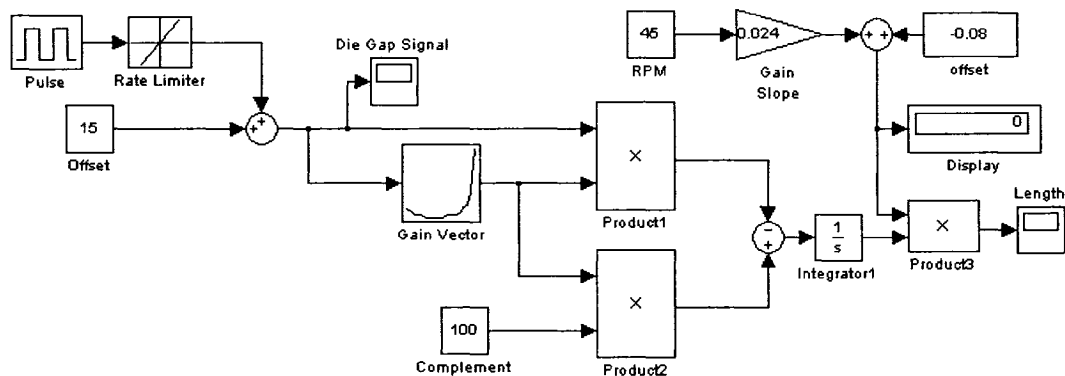 Pulse
Rate Limiter
15
Offset
Die Gap Signal
Gain Vector
100
Complement
×
Product1
×
Product2
45
RPM
0.024
Gain
Slope
-0.08
offset
0
Display
1
s
Integrator1
×
Product3
Length